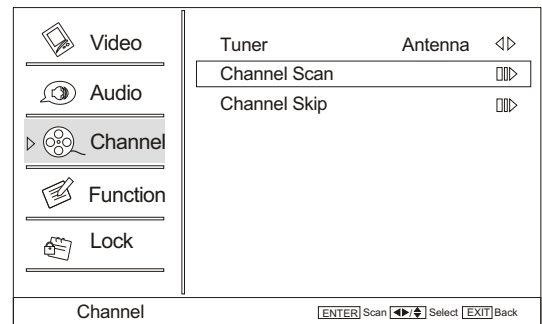 Video
Audio
Channel
Function
Lock
Tuner Antenna
Channel Scan
Channel Skip
Channel
ENTER Scan / Select EXIT Back